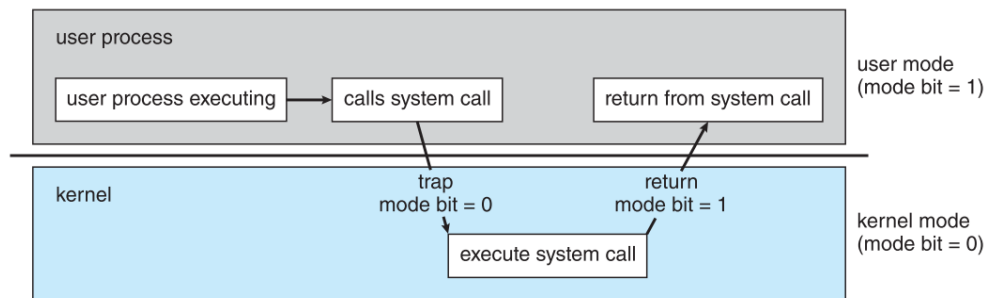 user process
user process executing
calls system call
return from system call
user mode
(mode bit = 1)
kernel
trap
mode bit = 0
return
mode bit = 1
execute system call
kernel mode
(mode bit = 0)